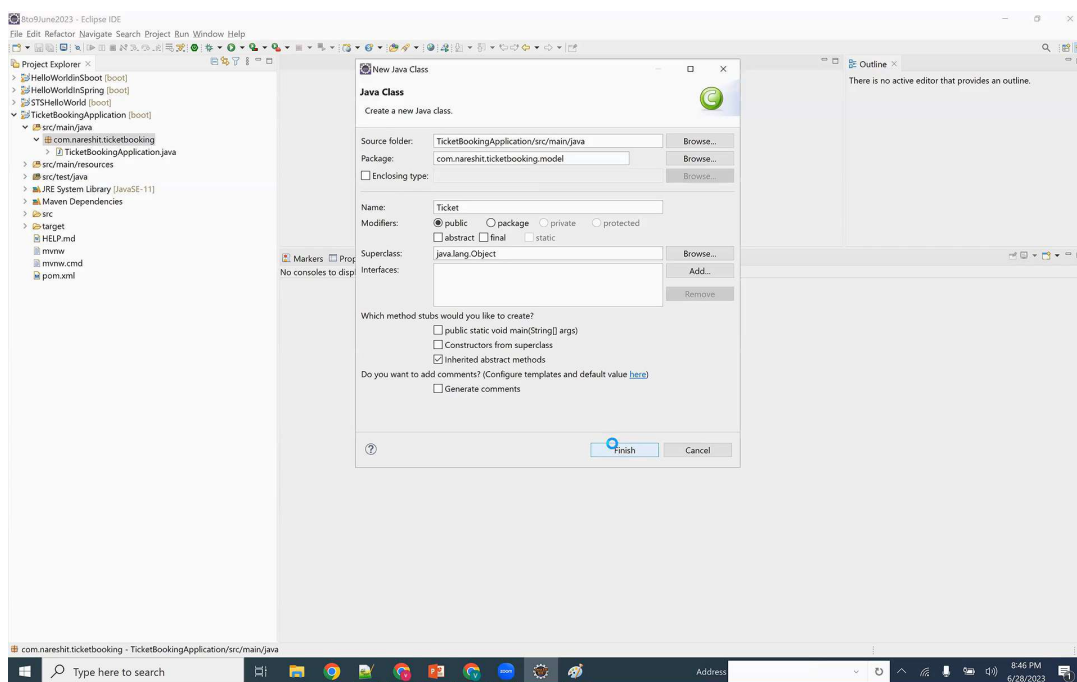 8to9June2023 - Eclipse IDE
File Edit Refactor Navigate Search Project Run Window Help
Project Explorer
HelloWorldinSboot [boot]
HelloWorldInSpring [boot]
STSHelloWorld [boot]
TicketBookingApplication [boot]
src/main/java
com.nareshit.ticketbooking
TicketBookingApplication.java
src/main/resources
src/test/java
JRE System Library [JavaSE-11]
Maven Dependencies
src
target
HELP.md
mvnw
mvnw.cmd
pom.xml
Markers Prop
No consoles to displ
New Java Class
Java Class
Create a new Java class.
Source folder: TicketBookingApplication/src/main/java Browse...
Package: com.nareshit.ticketbooking.model Browse...
Enclosing type: Browse...
Name: Ticket
Modifiers: public package private protected
abstract final static
Superclass: java.lang.Object Browse...
Interfaces: Add...
Remove
Which method stubs would you like to create?
public static void main(String[] args)
Constructors from superclass
Inherited abstract methods
Do you want to add comments? (Configure templates and default value here)
Generate comments
Finish Cancel
Outline
There is no active editor that provides an outline.
com.nareshit.ticketbooking - TicketBookingApplication/src/main/java
Type here to search
zoom
Address
8:46 PM
6/28/2023